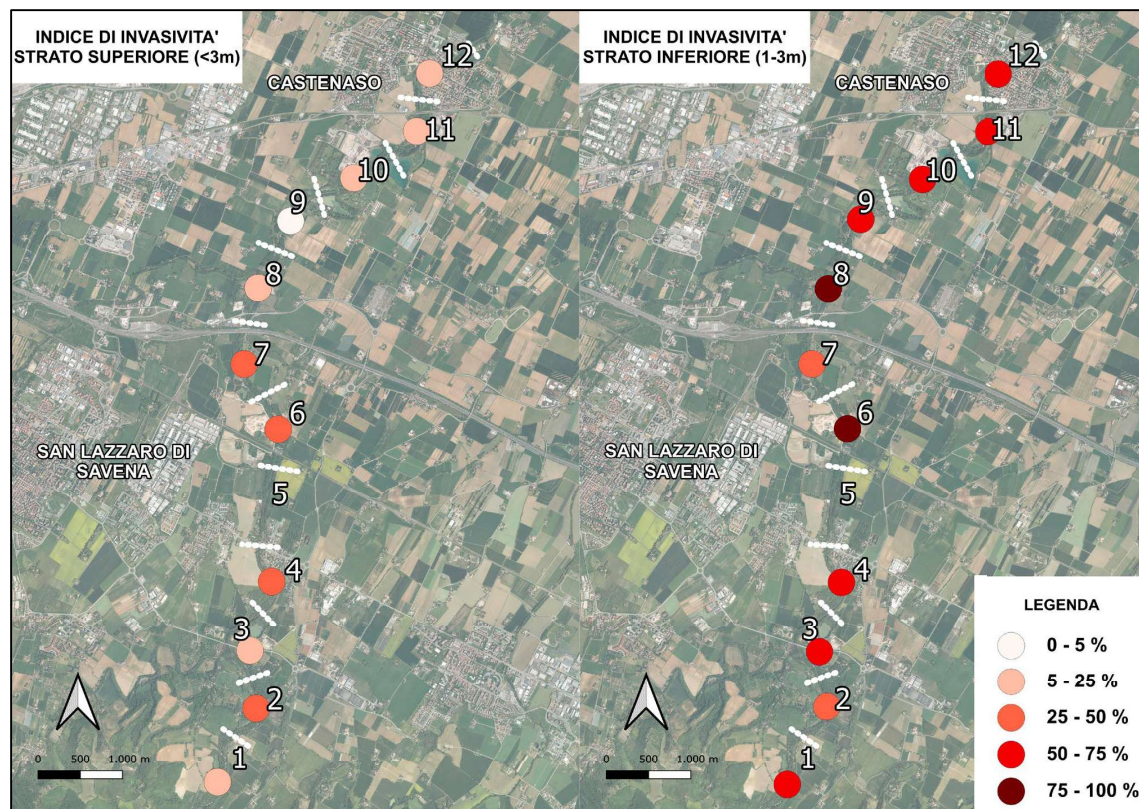 INDICE DI INVASIVITA'
STRATO SUPERIORE (<3m)
CASTENASO
12
11
10
9
8
7
6
SAN LAZZARO DI
SAVENA
5
4
3
2
1
0 500 1.000 m
INDICE DI INVASIVITA'
STRATO INFERIORE (1-3m)
CASTENASO
12
11
10
9
8
7
6
SAN LAZZARO DI
SAVENA
5
4
3
2
1
0 500 1.000 m
LEGENDA
0 - 5 %
5 - 25 %
25 - 50 %
50 - 75 %
75 - 100 %